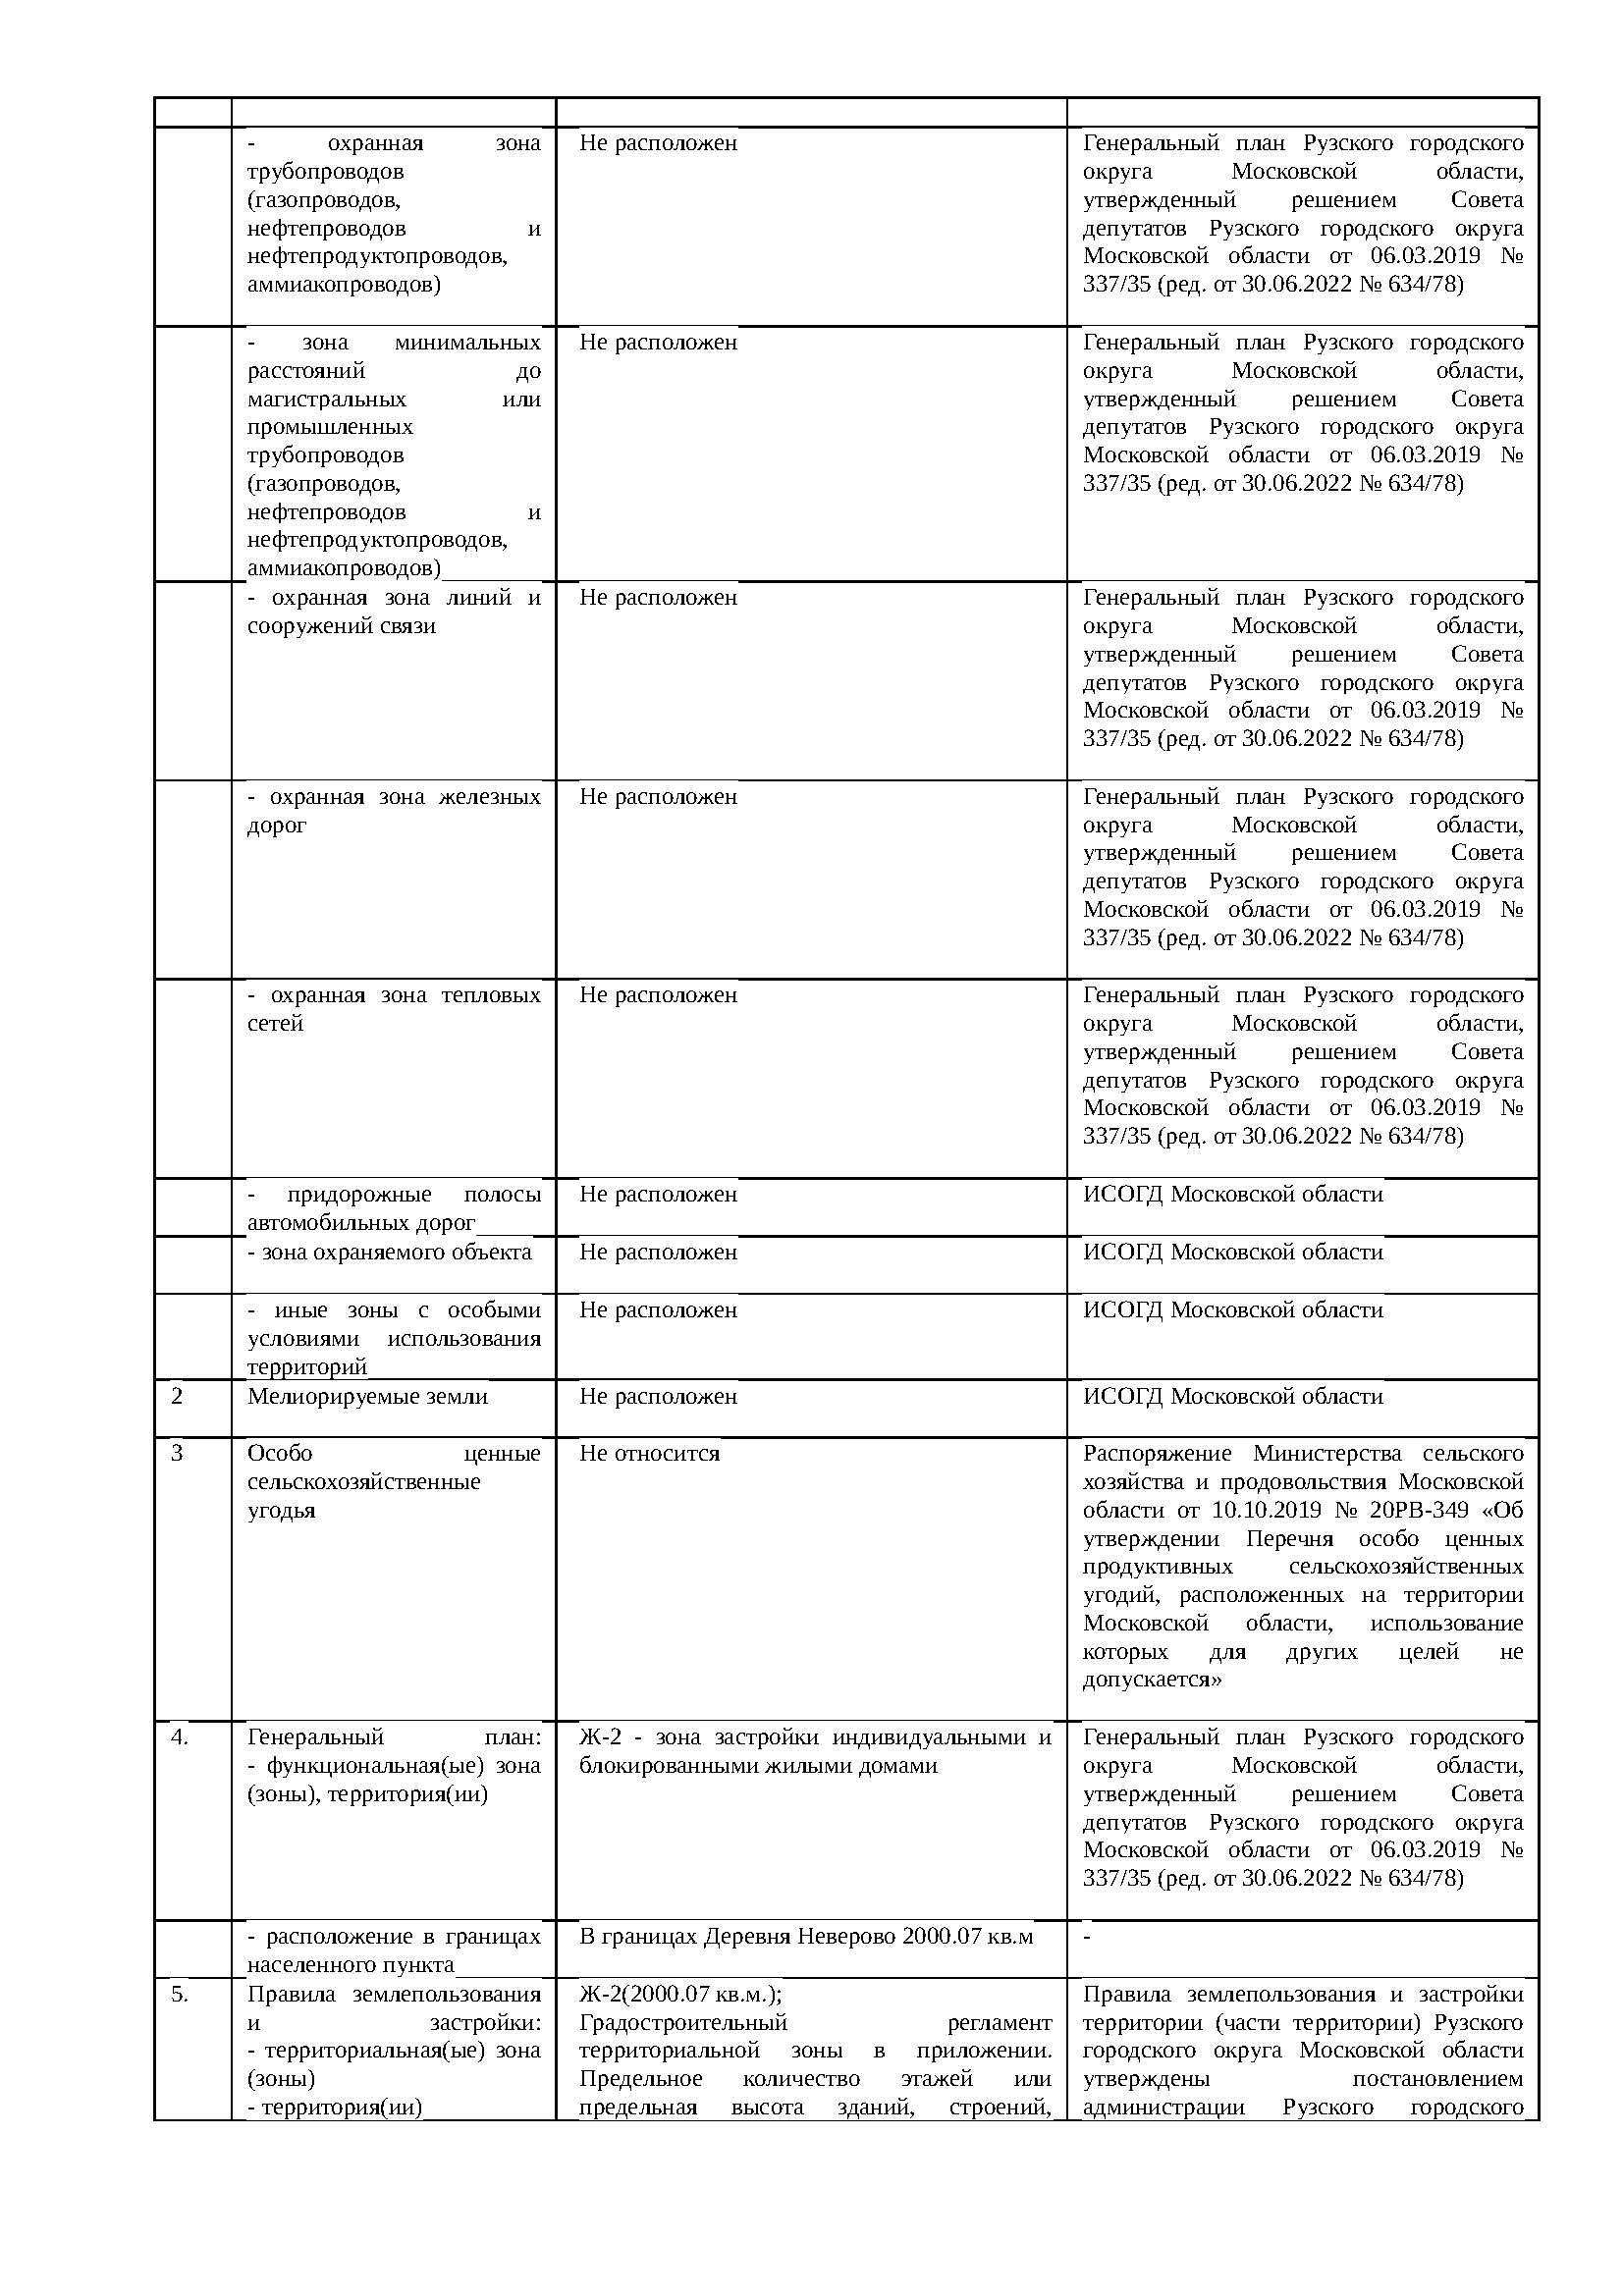 - охранная зона
трубопроводов
(газопроводов,
нефтепроводов и
нефтепродуктопроводов,
аммиакопроводов)
Не расположен
Генеральный план Рузского городского
округа Московской области,
утвержденный решением Совета
депутатов Рузского городского округа
Московской области от 06.03.2019 №
337/35 (ред. от 30.06.2022 № 634/78)
- зона минимальных
расстояний до
магистральных или
промышленных
трубопроводов
(газопроводов,
нефтепроводов и
нефтепродуктопроводов,
аммиакопроводов)
Не расположен
Генеральный план Рузского городского
округа Московской области,
утвержденный решением Совета
депутатов Рузского городского округа
Московской области от 06.03.2019 №
337/35 (ред. от 30.06.2022 № 634/78)
- охранная зона линий и
сооружений связи
Не расположен
Генеральный план Рузского городского
округа Московской области,
утвержденный решением Совета
депутатов Рузского городского округа
Московской области от 06.03.2019 №
337/35 (ред. от 30.06.2022 № 634/78)
- охранная зона железных
дорог
Не расположен
Генеральный план Рузского городского
округа Московской области,
утвержденный решением Совета
депутатов Рузского городского округа
Московской области от 06.03.2019 №
337/35 (ред. от 30.06.2022 № 634/78)
- охранная зона тепловых
сетей
Не расположен
Генеральный план Рузского городского
округа Московской области,
утвержденный решением Совета
депутатов Рузского городского округа
Московской области от 06.03.2019 №
337/35 (ред. от 30.06.2022 № 634/78)
- придорожные полосы
автомобильных дорог
Не расположен
ИСОГД Московской области
- зона охраняемого объекта
Не расположен
ИСОГД Московской области
- иные зоны с особыми
условиями использования
территорий
Не расположен
ИСОГД Московской области
2
Мелиорируемые земли
Не расположен
ИСОГД Московской области
3
Особо ценные
сельскохозяйственные
угодья
Не относится
Распоряжение Министерства сельского
хозяйства и продовольствия Московской
области от 10.10.2019 № 20РВ-349 «Об
утверждении Перечня особо ценных
продуктивных сельскохозяйственных
угодий, расположенных на территории
Московской области, использование
которых для других целей не
допускается»
4.
Генеральный план:
- функциональная(ые) зона
(зоны), территория(ии)
Ж-2 - зона застройки индивидуальными и
блокированными жилыми домами
Генеральный план Рузского городского
округа Московской области,
утвержденный решением Совета
депутатов Рузского городского округа
Московской области от 06.03.2019 №
337/35 (ред. от 30.06.2022 № 634/78)
- расположение в границах
населенного пункта
В границах Деревня Неверово 2000.07 кв.м
-
5.
Правила землепользования
и застройки:
- территориальная(ые) зона
(зоны)
- территория(ии)
Ж-2(2000.07 кв.м.);
Градостроительный регламент
территориальной зоны в приложении.
Предельное количество этажей или
предельная высота зданий, строений,
Правила землепользования и застройки
территории (части территории) Рузского
городского округа Московской области
утверждены постановлением
администрации Рузского городского